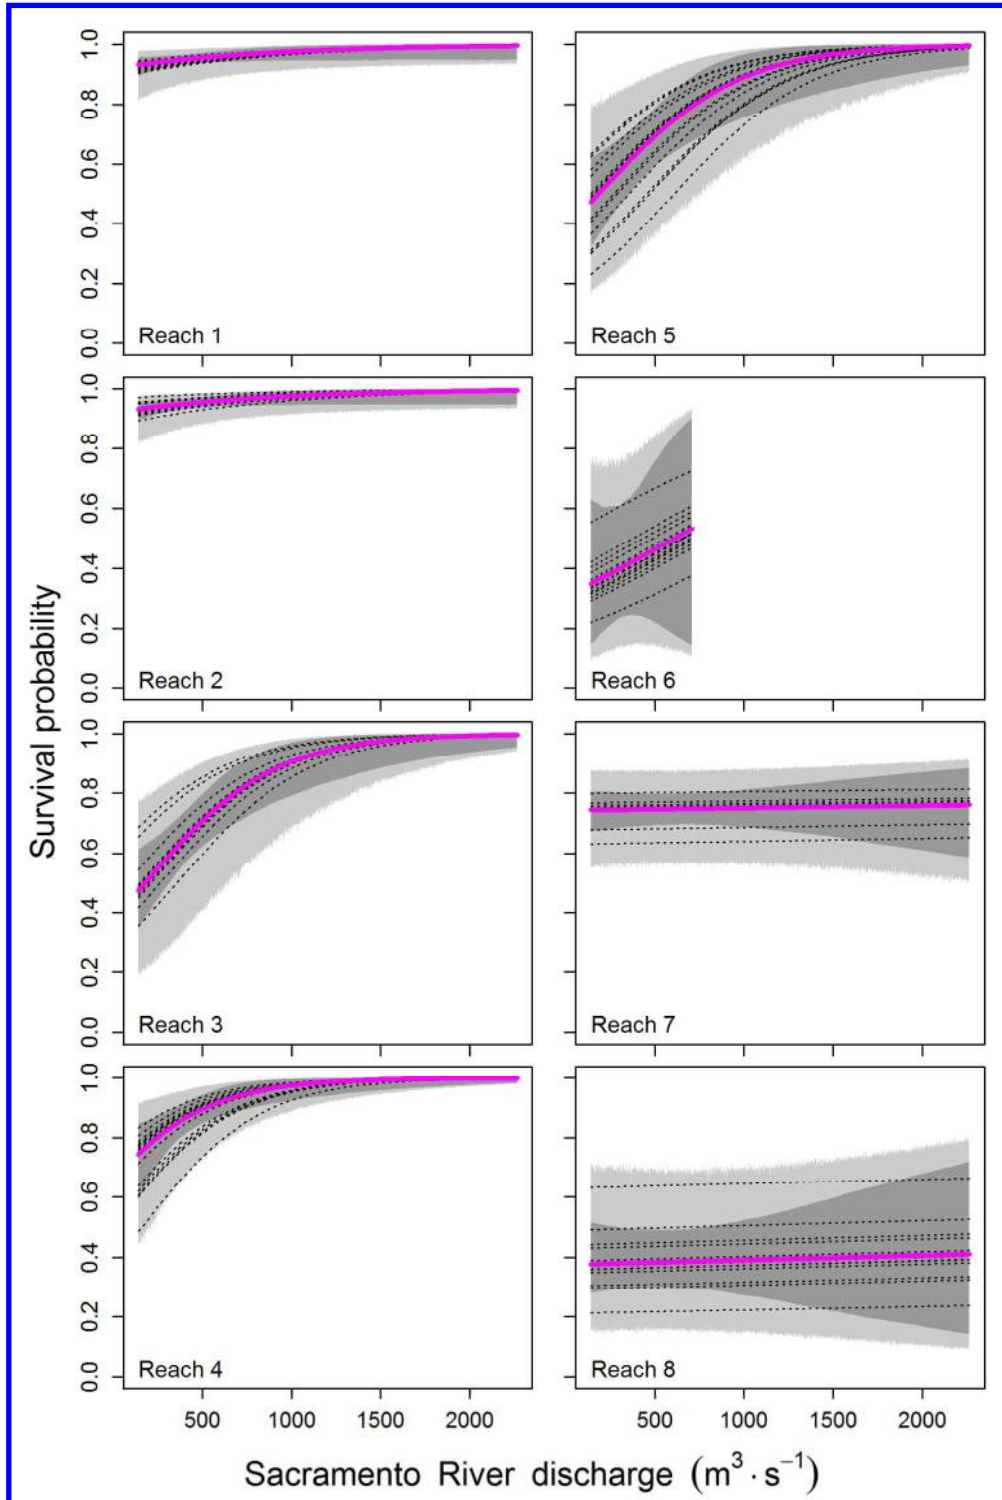 Survival probability
1.0
0.8
0.6
0.4
0.2
0.0
Reach 1
Reach 5
1.0
0.8
0.6
0.4
0.2
0.0
Reach 2
Reach 6
1.0
0.8
0.6
0.4
0.2
0.0
Reach 3
Reach 7
1.0
0.8
0.6
0.4
0.2
0.0
Reach 4
Reach 8
500 1000 1500 2000 500 1000 1500 2000
Sacramento River discharge (m³ · s⁻¹)